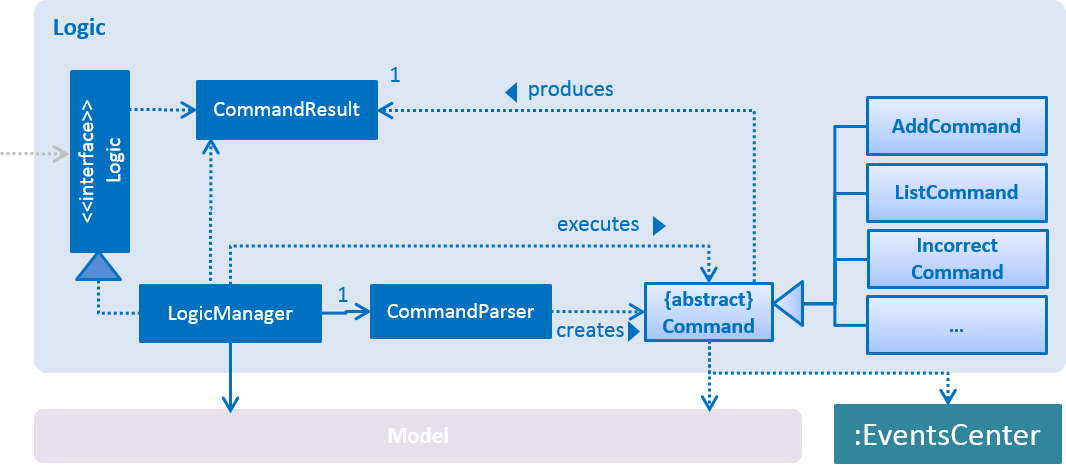 Logic
<<interface>>
Logic
CommandResult
1
produces
AddCommand
ListCommand
executes
Incorrect
Command
LogicManager
1
CommandParser
creates
{abstract}
Command
...
Model
:EventsCenter